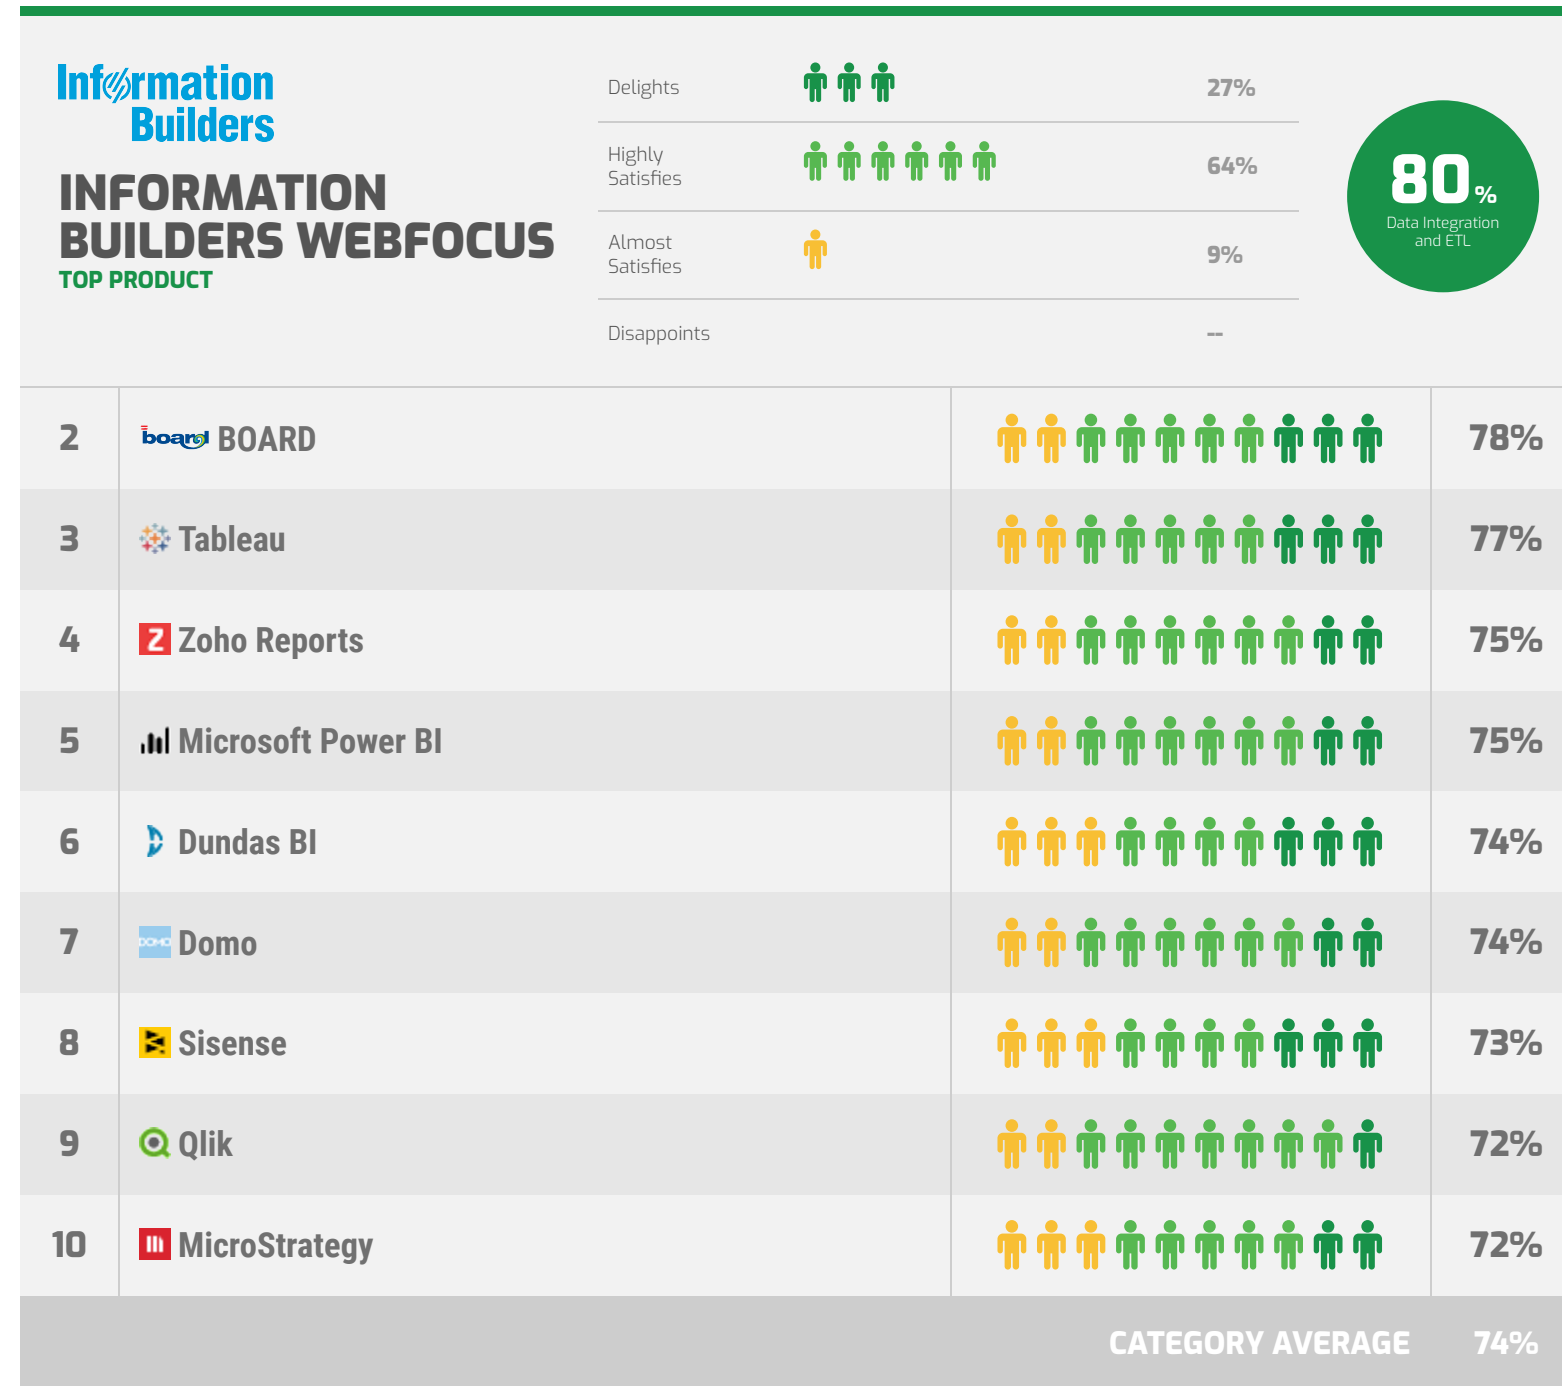 Information
Builders
INFORMATION
BUILDERS WEBFOCUS
TOP PRODUCT
Delights 27%
Highly
Satisfies 64%
Almost
Satisfies 9%
Disappoints --
80%
Data Integration
and ETL
2 board BOARD 78%
3 Tableau 77%
4 Z Zoho Reports 75%
5 Microsoft Power BI 75%
6 Dundas BI 74%
7 DOMO Domo 74%
8 Sisense 73%
9 Qlik 72%
10 MicroStrategy 72%
CATEGORY AVERAGE 74%